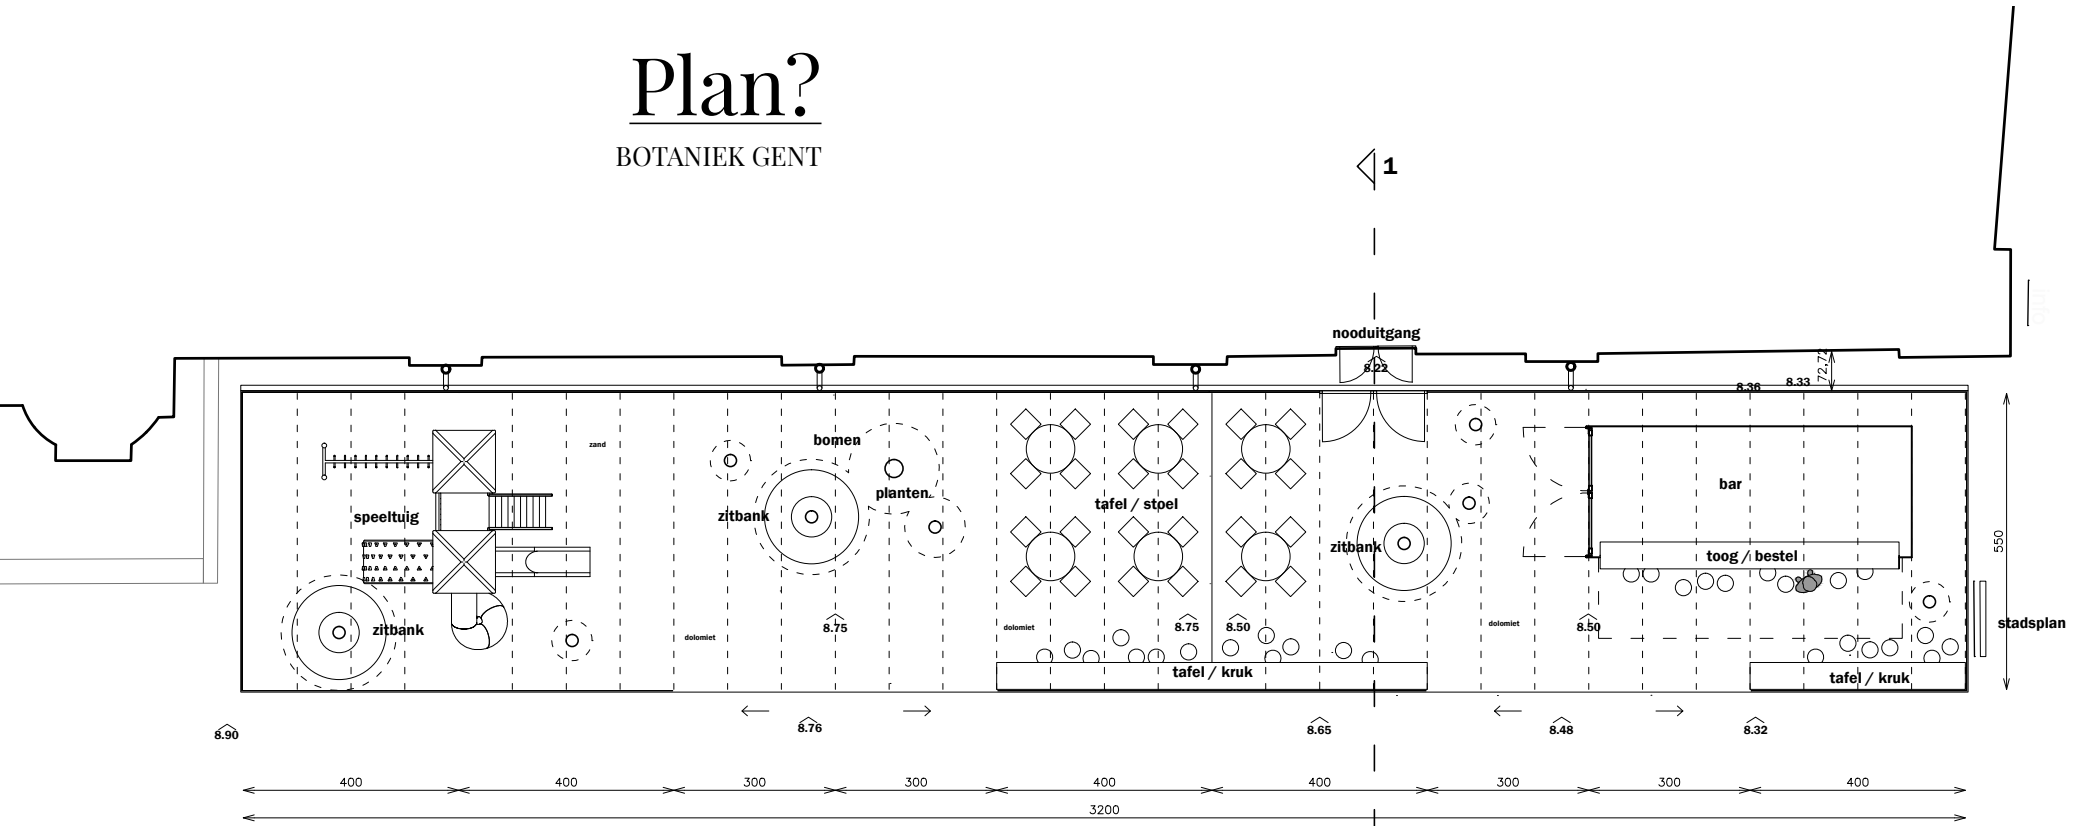 Plan?
BOTANIEK GENT
1
nooduitgang
8.22
8.36
8.33
72,72
zand
bomen
planten
speeltuig
zitbank
tafel / stoel
bar
zitbank
toog / bestel
550
zitbank
8.75
dolomiet
dolomiet
8.75
8.50
dolomiet
8.50
stadsplan
tafel / kruk
tafel / kruk
8.90
8.76
8.65
8.48
8.32
400
400
300
300
400
400
300
300
400
3200